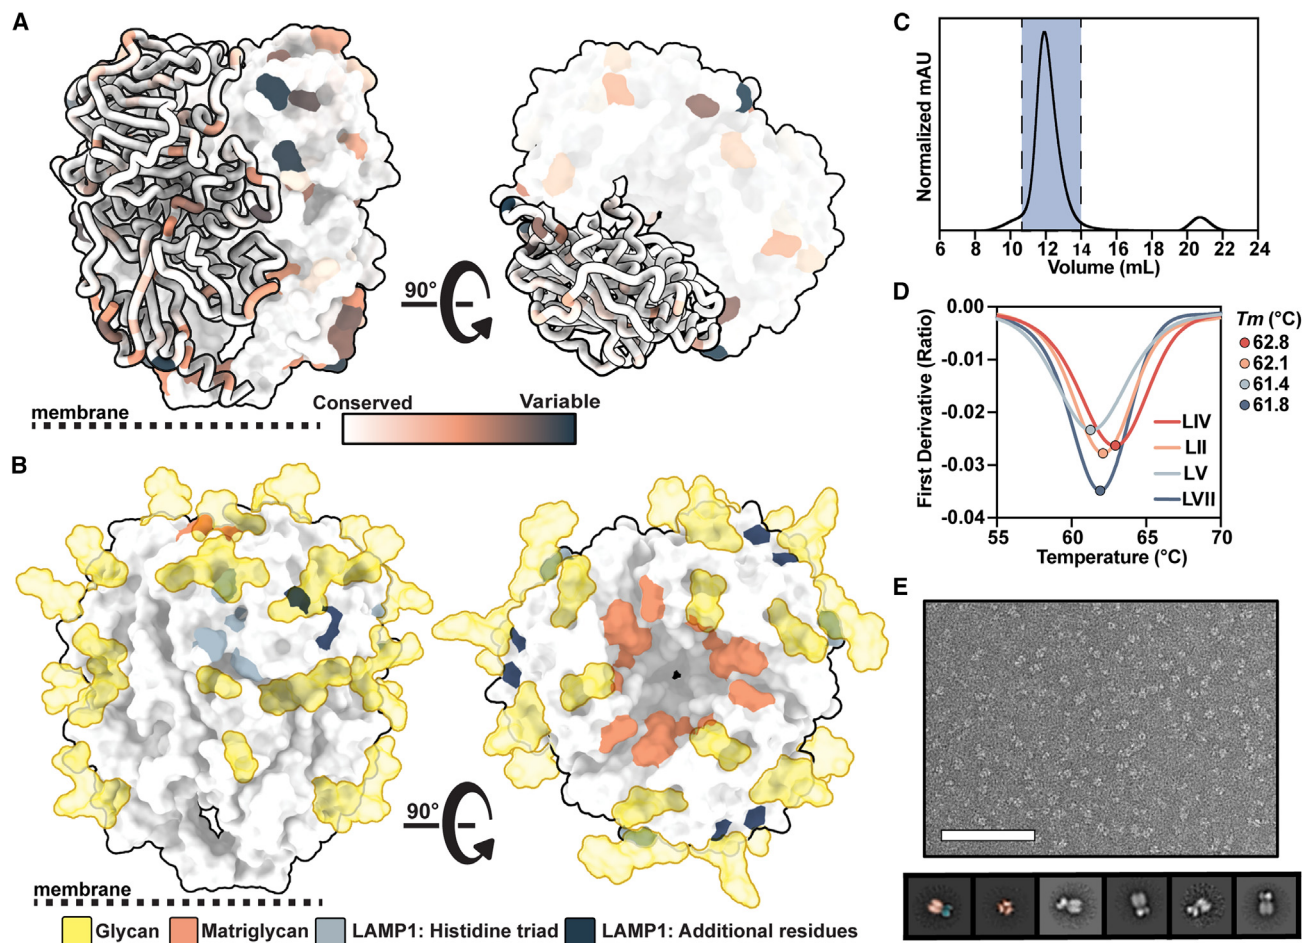 A
90°
membrane
Conserved
Variable
B
90°
membrane
Glycan
Matriglycan
LAMP1: Histidine triad
LAMP1: Additional residues
C
Normalized mAU
6 8 10 12 14 16 18 20 22 24
Volume (mL)
D
First Derivative (Ratio)
0.00
-0.01
-0.02
-0.03
-0.04
55 60 65 70
Temperature (°C)
LIV
LII
LV
LVII
Tm (°C)
62.8
62.1
61.4
61.8
E